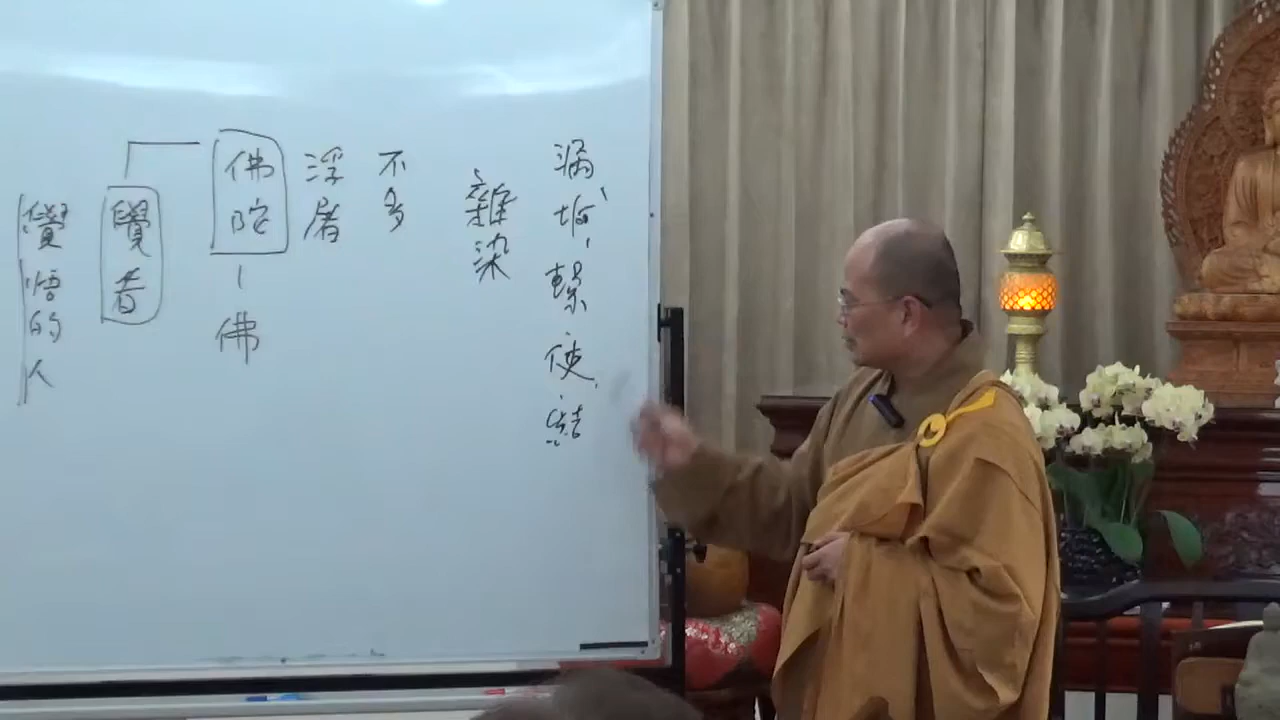 漏、垢、使、結
雜染
不多
浮屠
佛陀
佛
覺者
覺悟的人